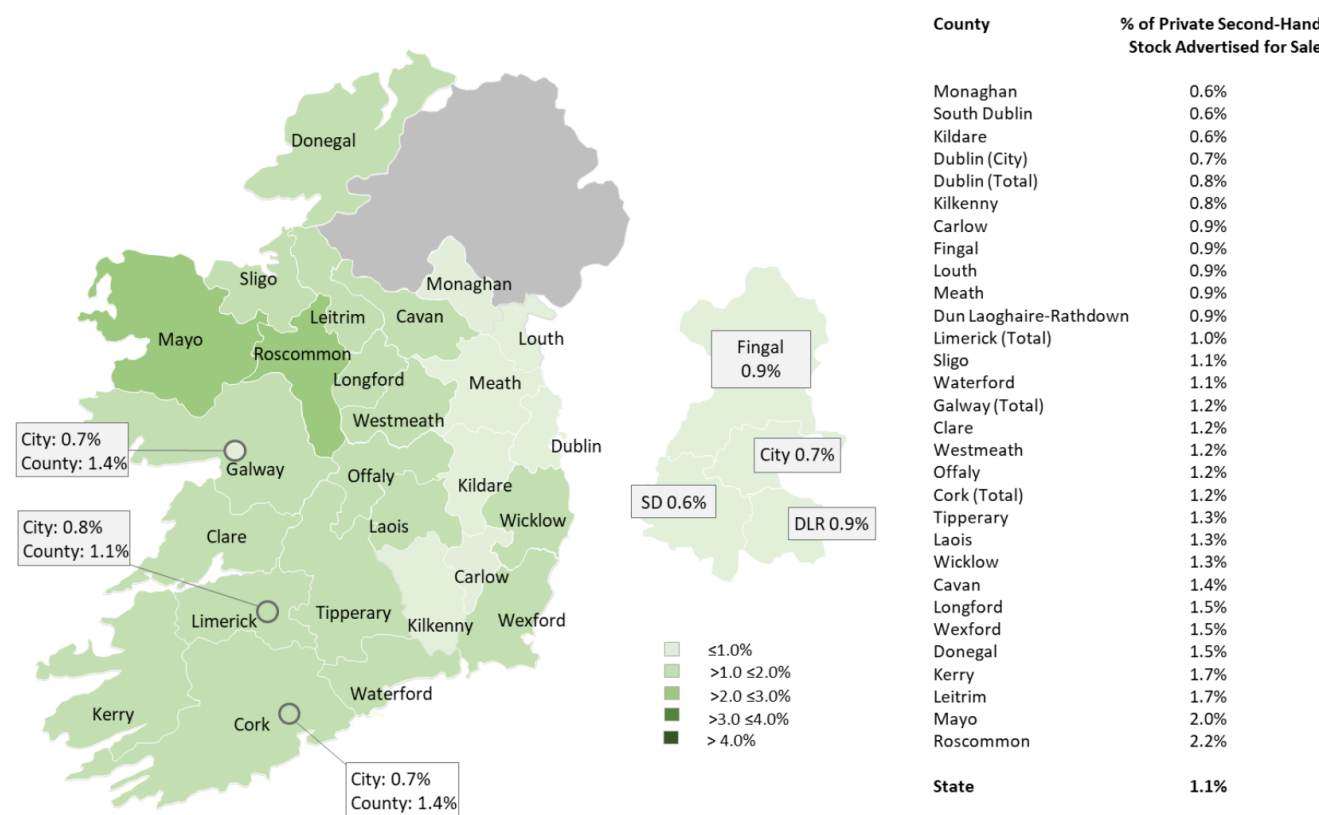 Donegal
Monaghan
Sligo
Leitrim
Cavan
Louth
Mayo
Roscommon
Longford
Meath
Westmeath
Dublin
City: 0.7%
County: 1.4%
Galway
Offaly
Kildare
City: 0.8%
County: 1.1%
Clare
Laois
Wicklow
Carlow
Limerick
Tipperary
Kilkenny
Wexford
Waterford
Kerry
Cork
City: 0.7%
County: 1.4%
Fingal
0.9%
City 0.7%
SD 0.6%
DLR 0.9%
≤1.0%
>1.0 ≤2.0%
>2.0 ≤3.0%
>3.0 ≤4.0%
> 4.0%
County % of Private Second-Hand
Stock Advertised for Sale
Monaghan 0.6%
South Dublin 0.6%
Kildare 0.6%
Dublin (City) 0.7%
Dublin (Total) 0.8%
Kilkenny 0.8%
Carlow 0.9%
Fingal 0.9%
Louth 0.9%
Meath 0.9%
Dun Laoghaire-Rathdown 0.9%
Limerick (Total) 1.0%
Sligo 1.1%
Waterford 1.1%
Galway (Total) 1.2%
Clare 1.2%
Westmeath 1.2%
Offaly 1.2%
Cork (Total) 1.2%
Tipperary 1.3%
Laois 1.3%
Wicklow 1.3%
Cavan 1.4%
Longford 1.5%
Wexford 1.5%
Donegal 1.5%
Kerry 1.7%
Leitrim 1.7%
Mayo 2.0%
Roscommon 2.2%
State 1.1%